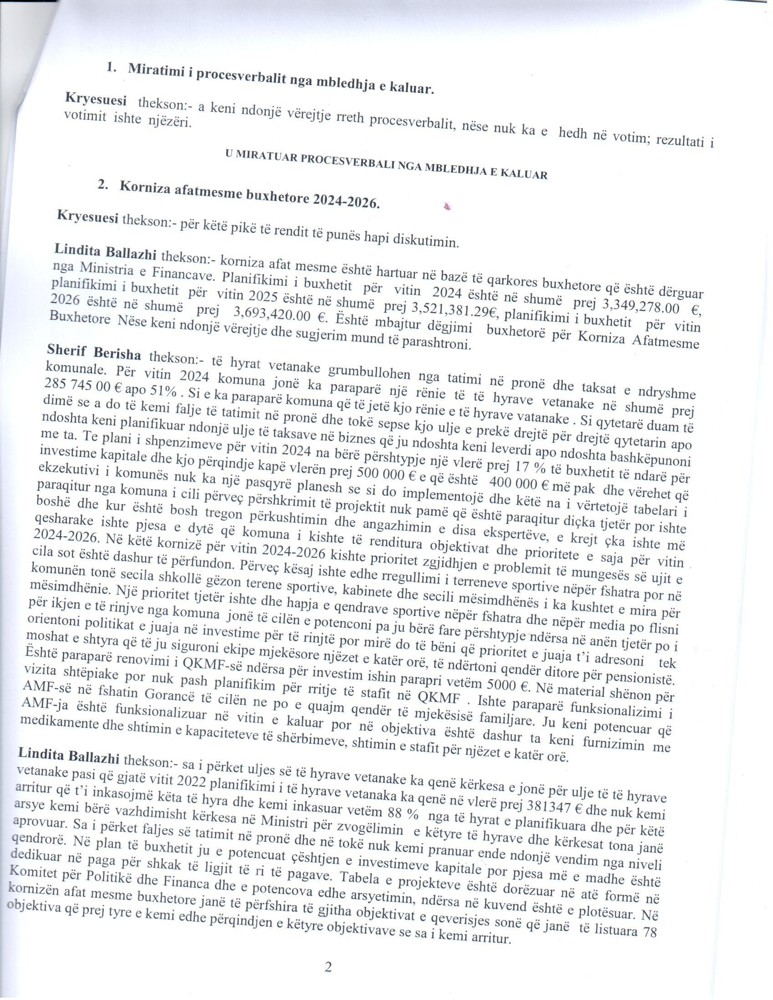 1. Miratimi i procesverbalit nga mbledhja e kaluar.
Kryesuesi thekson:- a keni ndonjë vërejtje rreth procesverbalit, nëse nuk ka e hedh në votim; rezultati i
votimit ishte njëzëri.
U MIRATUAR PROCESVERBALI NGA MBLEDHJA E KALUAR
2. Korniza afatmesme buxhetore 2024-2026.
Kryesuesi thekson:- për këtë pikë të rendit të punës hapi diskutimin.
Lindita Ballazhi thekson:- korniza afat mesme është hartuar në bazë të qarkores buxhetore që është dërguar
nga Ministria e Financave. Planifikimi i buxhetit për vitin 2024 është në shumë prej 3,349,278.00 €,
planifikimi i buxhetit për vitin 2025 është në shumë prej 3,521,381.29€, planifikimi i buxhetit për vitin
2026 është në shumë prej 3,693,420.00 €. Është mbajtur dëgjimi buxhetorë për Korniza Afatmesme
Buxhetore Nëse keni ndonjë vërejtje dhe sugjerim mund të parashtroni.
Sherif Berisha thekson:- të hyrat vetanake grumbullohen nga tatimi në pronë dhe taksat e ndryshme
komunale. Për vitin 2024 komuna jonë ka paraparë një rënie të të hyrave vetanake në shumë prej
285 745 00 € apo 51% . Si e ka paraparë komuna që të jetë kjo rënie e të hyrave vatanake . Si qytetarë duam të
dimë se a do të kemi falje të tatimit në pronë dhe tokë sepse kjo ulje e prekë drejtë për drejtë qytetarin apo
ndoshta keni planifikuar ndonjë ulje të taksave në biznes që ju ndoshta keni leverdi apo ndoshta bashkëpunoni
me ta. Te plani i shpenzimeve për vitin 2024 na bërë përshtypje një vlerë prej 17 % të buxhetit të ndarë për
investime kapitale dhe kjo përqindje kapë vlerën prej 500 000 € e që është 400 000 € më pak dhe vërehet që
ekzekutivi i komunës nuk ka një pasqyrë planesh se si do implementojë dhe këtë na i vërtetojë tabelari i
paraqitur nga komuna i cili përveç përshkrimit të projektit nuk pamë që është paraqitur diçka tjetër por ishte
boshë dhe kur është bosh tregon përkushtimin dhe angazhimin e disa ekspertëve, e krejt çka ishte më
qesharake ishte pjesa e dytë që komuna i kishte të renditura objektivat dhe prioritete e saja për vitin
2024-2026. Në këtë kornizë për vitin 2024-2026 kishte prioritet zgjidhjen e problemit të mungesës së ujit e
cila sot është dashur të përfundon. Përveç kësaj ishte edhe rregullimi i terreneve sportive nëpër fshatra por në
komunën tonë secila shkollë gëzon terene sportive, kabinete dhe secili mësimdhënës i ka kushtet e mira për
mësimdhënie. Një prioritet tjetër ishte dhe hapja e qendrave sportive nëpër fshatra dhe nëpër media po flisni
për ikjen e të rinjve nga komuna jonë të cilën e potenconi pa ju bërë fare përshtypje ndërsa në anën tjetër po i
orientoni politikat e juaja në investime për të rinjtë por mirë do të bëni që prioritet e juaja t’i adresoni tek
moshat e shtyra që të ju siguroni ekipe mjekësore njëzet e katër orë, të ndërtoni qendër ditore për pensionistë.
Është paraparë renovimi i QKMF-së ndërsa për investim ishin parapri vetëm 5000 €. Në material shënon për
vizita shtëpiake por nuk pash planifikim për rritje të stafit në QKMF . Ishte paraparë funksionalizimi i
AMF-së në fshatin Gorancë të cilën ne po e quajm qendër të mjekësisë familjare. Ju keni potencuar që
AMF-ja është funksionalizuar në vitin e kaluar por në objektiva është dashur ta keni furnizimin me
medikamente dhe shtimin e kapaciteteve të shërbimeve, shtimin e stafit për njëzet e katër orë.
Lindita Ballazhi thekson:- sa i përket uljes së të hyrave vetanake ka qenë kërkesa e jonë për ulje të të hyrave
vetanake pasi që gjatë vitit 2022 planifikimi i të hyrave vetanaka ka qenë në vlerë prej 381347 € dhe nuk kemi
arritur që t’i inkasojmë këta të hyra dhe kemi inkasuar vetëm 88 % nga të hyrat e planifikuara dhe për këtë
arsye kemi bërë vazhdimisht kërkesa në Ministri për zvogëlimin e këtyre të hyrave dhe kërkesat tona janë
aprovuar. Sa i përket faljes së tatimit në pronë dhe në tokë nuk kemi pranuar ende ndonjë vendim nga niveli
qendrorë. Në plan të buxhetit ju e potencuat çështjen e investimeve kapitale por pjesa më e madhe është
dedikuar në paga për shkak të ligjit të ri të pagave. Tabela e projekteve është dorëzuar në atë formë në
Komitet për Politikë dhe Financa dhe e potencova edhe arsyetimin, ndërsa në kuvend është e plotësuar. Në
kornizën afat mesme buxhetore janë të përfshira të gjitha objektivat e qeverisjes sonë që janë të listuara 78
objektiva që prej tyre e kemi edhe përqindjen e këtyre objektivave se sa i kemi arritur.
2